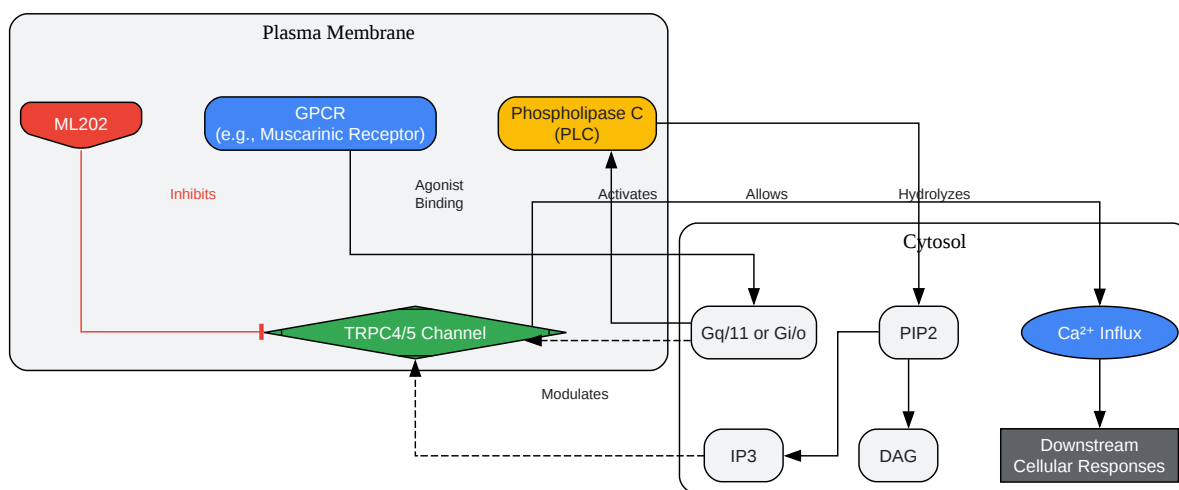 Plasma Membrane
ML202
GPCR
(e.g., Muscarinic Receptor)
Phospholipase C
(PLC)
Inhibits
Agonist
Binding
Activates
Allows
Hydrolyzes
Cytosol
TRPC4/5 Channel
Gq/11 or Gi/o
PIP2
Ca²⁺ Influx
Modulates
IP3
DAG
Downstream
Cellular Responses